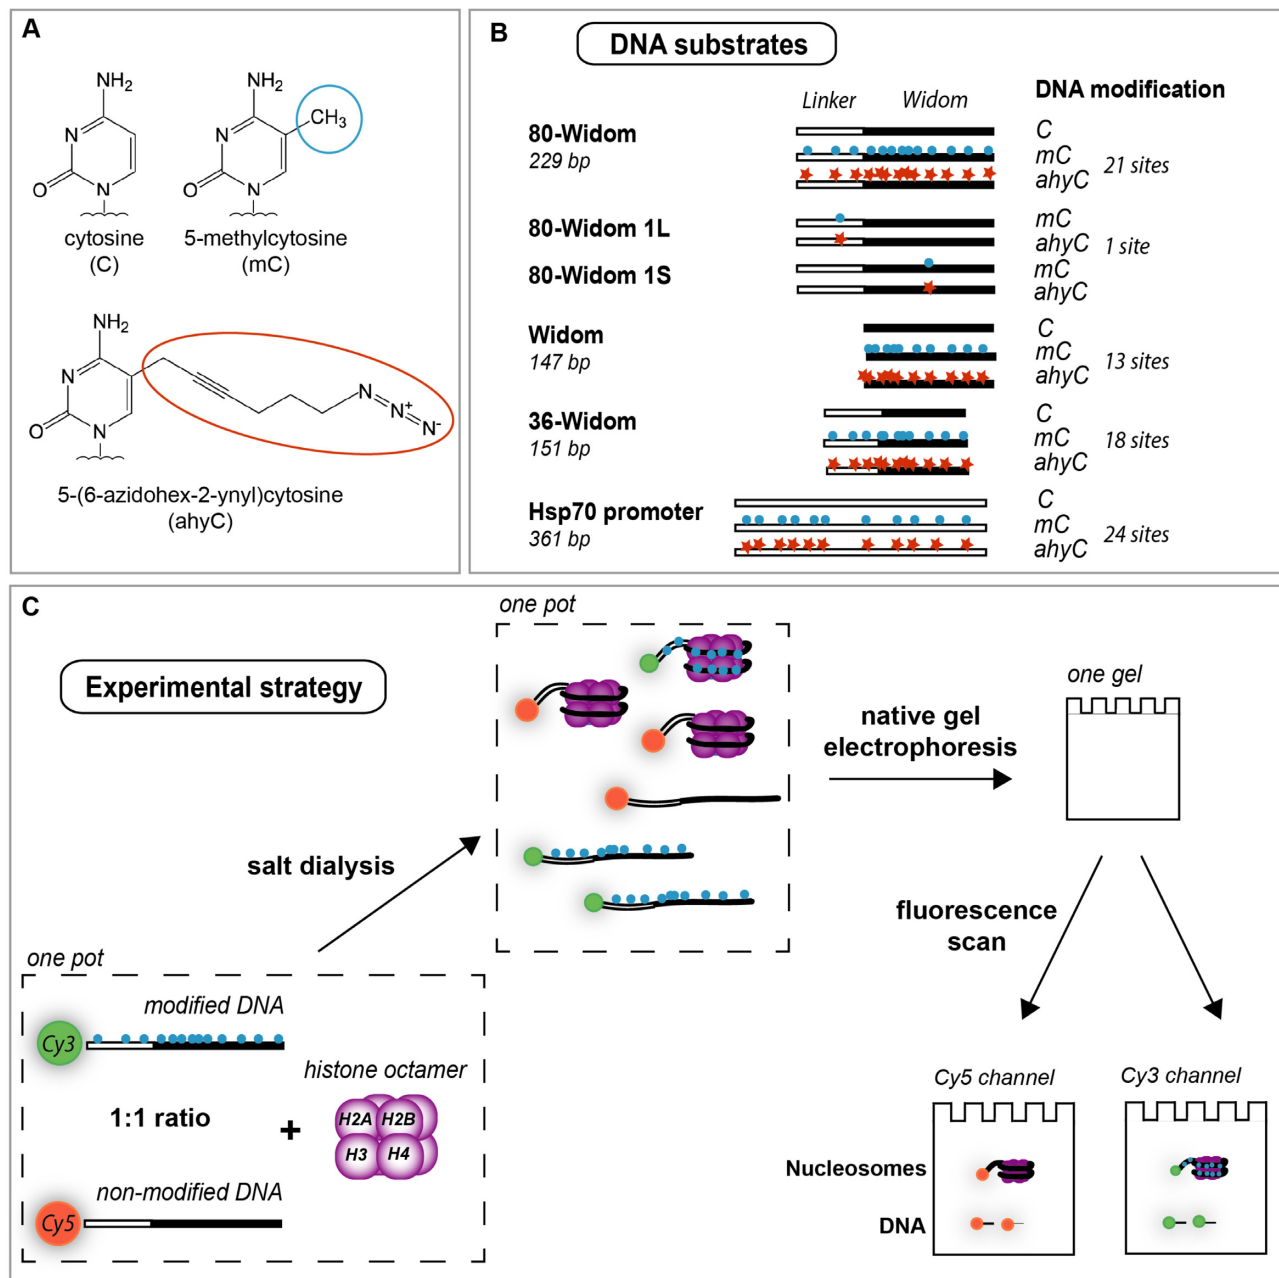 A
NH₂
N
O
N
cytosine
(C)
NH₂
CH₃
N
O
N
5-methylcytosine
(mC)
NH₂
N
O
N
N
N⁺
N⁻
5-(6-azidohex-2-ynyl)cytosine
(ahyC)
B
DNA substrates
Linker Widom DNA modification
80-Widom
229 bp
C
mC
ahyC
21 sites
80-Widom 1L
mC
ahyC
1 site
80-Widom 1S
mC
ahyC
Widom
147 bp
C
mC
ahyC
13 sites
36-Widom
151 bp
C
mC
ahyC
18 sites
Hsp70 promoter
361 bp
C
mC
ahyC
24 sites
C
Experimental strategy
one pot
modified DNA
Cy3
1:1 ratio
+
histone octamer
H2A H2B
H3 H4
non-modified DNA
Cy5
salt dialysis
one pot
native gel
electrophoresis
one gel
fluorescence
scan
Cy5 channel
Cy3 channel
Nucleosomes
DNA